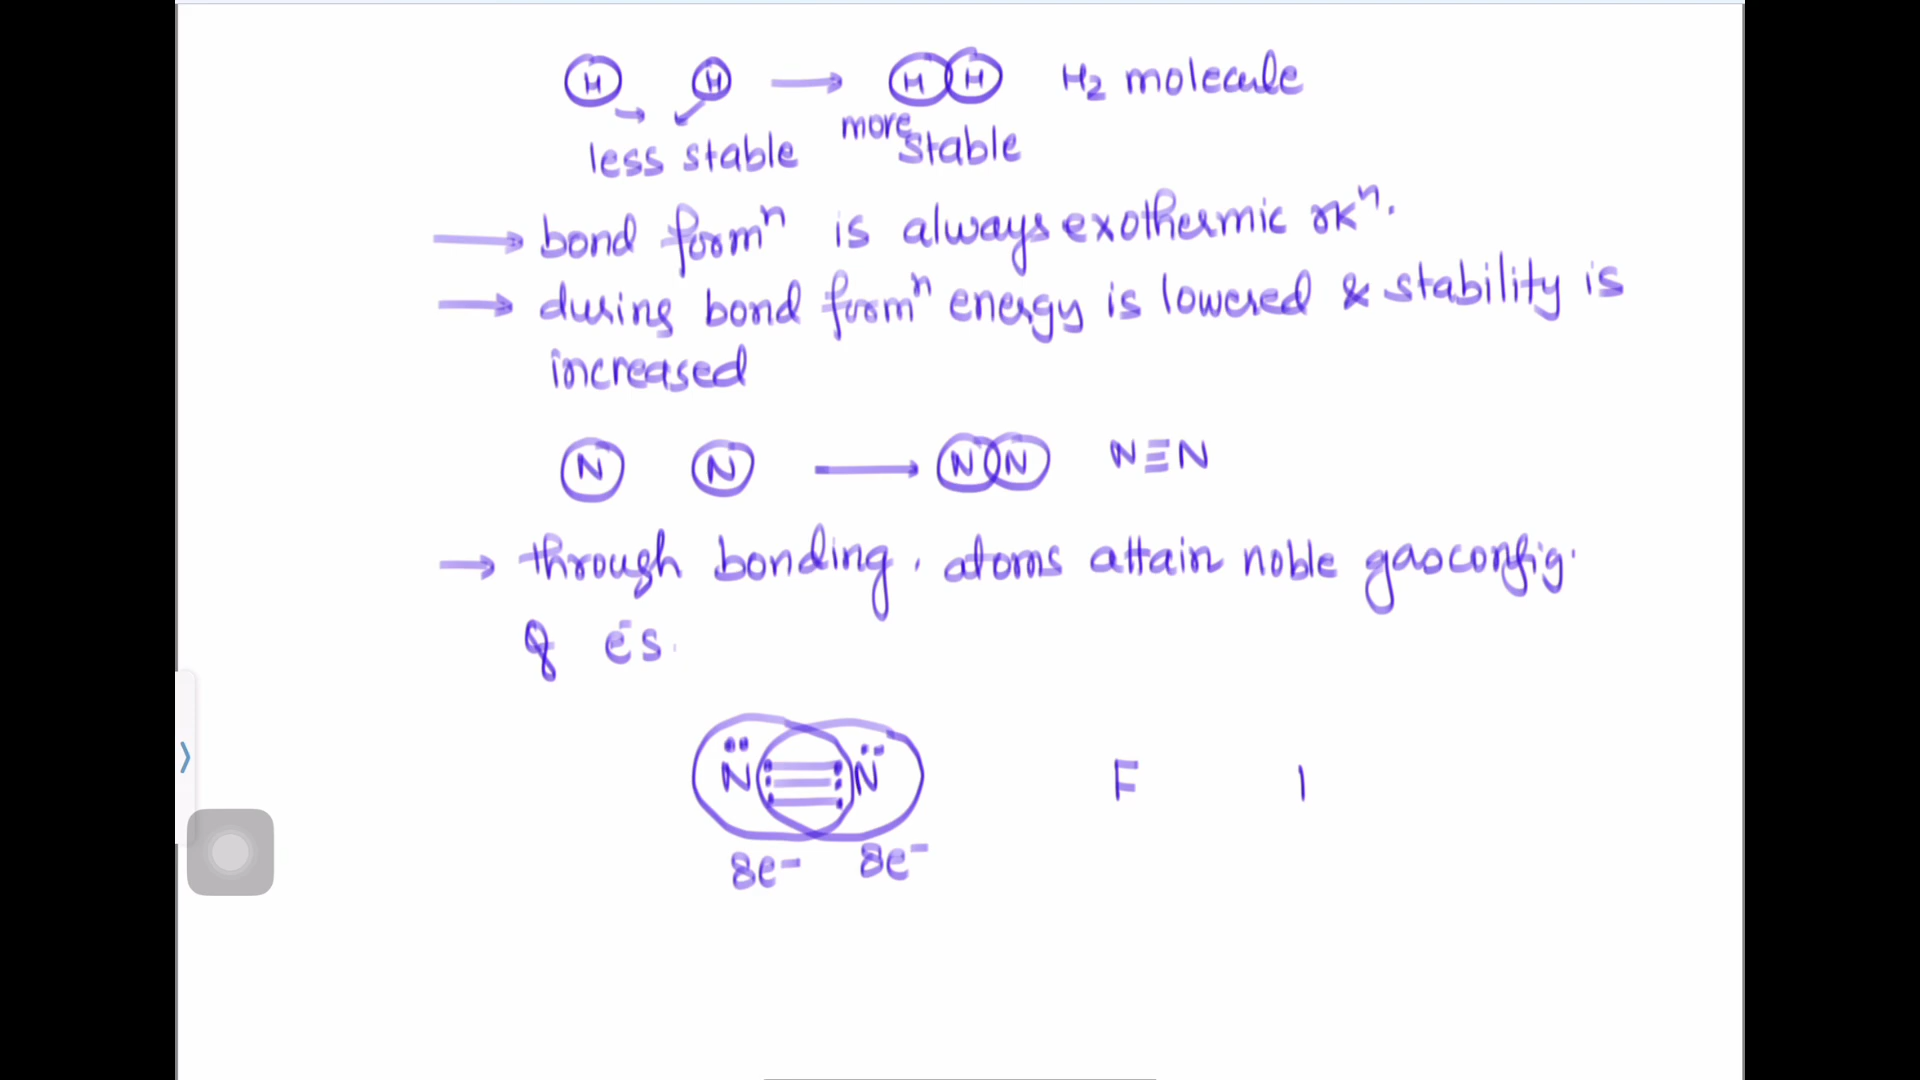 H H → H H H₂ molecule
less stable more stable
→ bond formⁿ is always exothermic rxⁿ.
→ during bond formⁿ energy is lowered & stability is
increased
N N → N N N≡N
→ through bonding, atoms attain noble gas config.
of e⁻s.
N N F I
8e⁻ 8e⁻